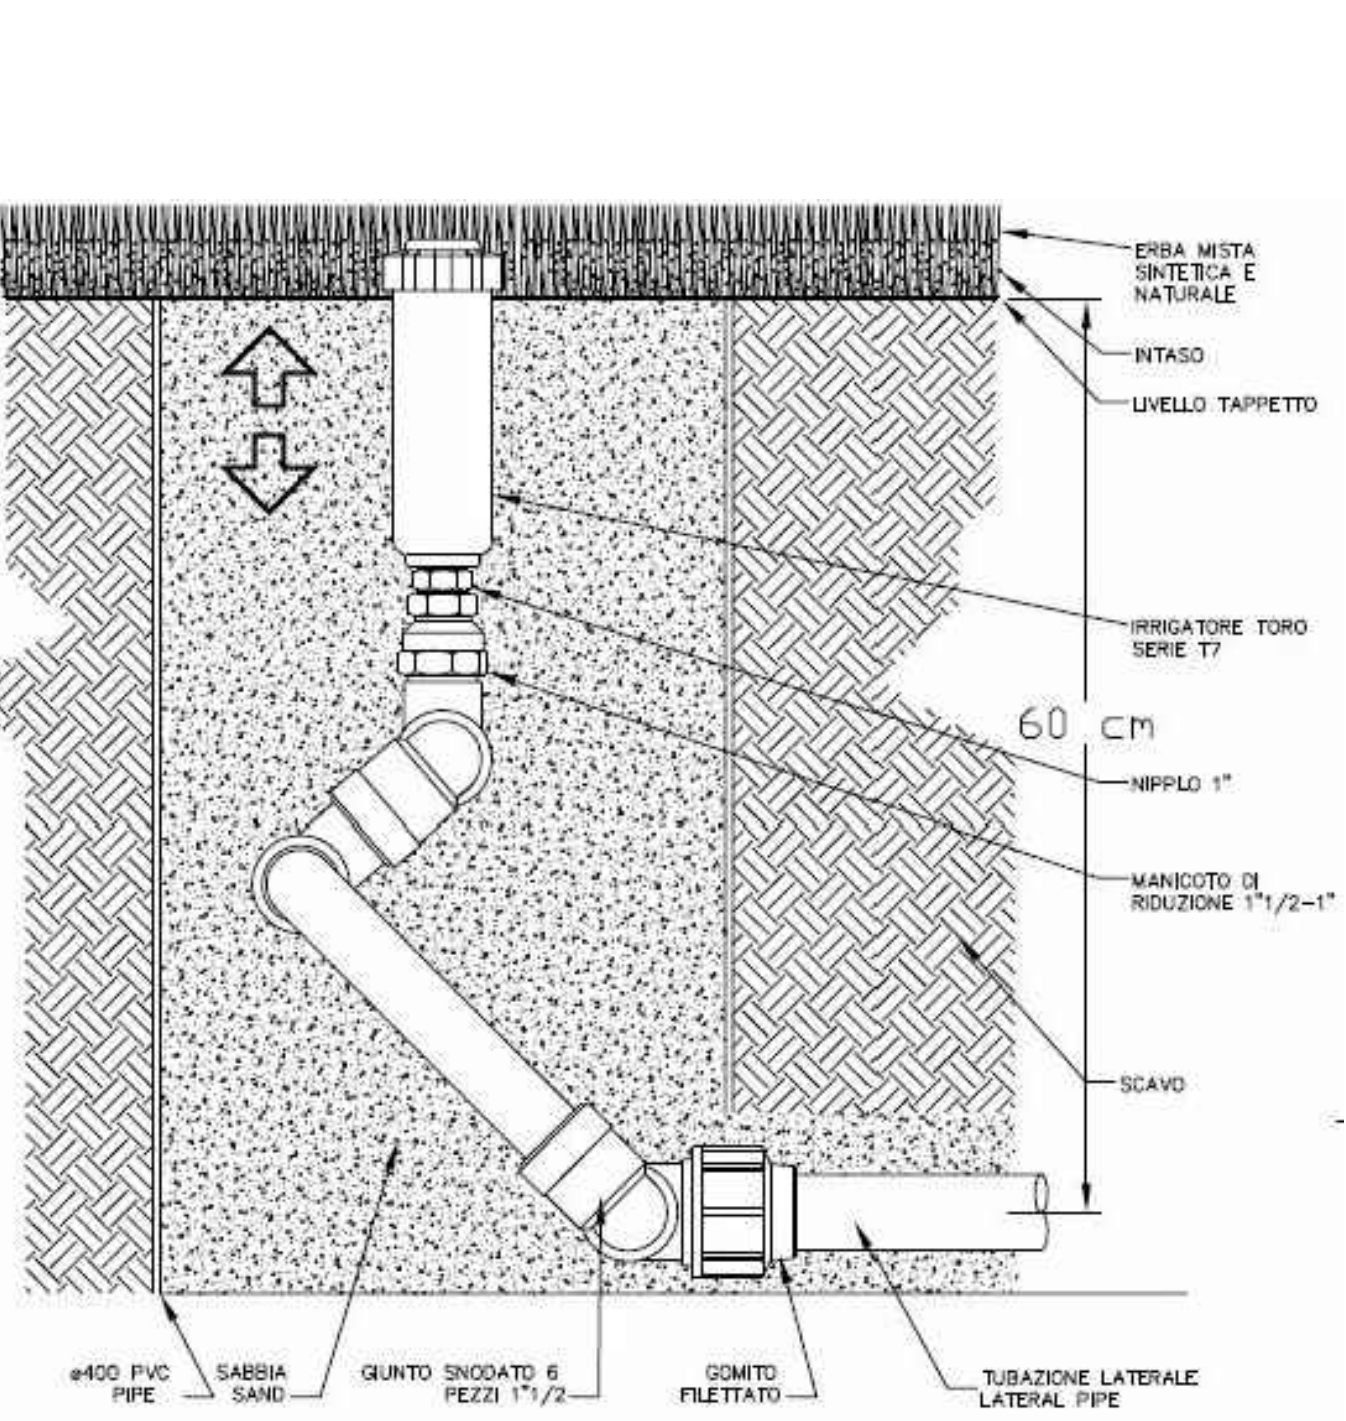 ERBA MISTA
SINTETICA E
NATURALE
INTASO
LIVELLO TAPPETTO
IRRIGATORE TORO
SERIE T7
60 cm
NIPPLO 1"
MANICOTO DI
RIDUZIONE 1"1/2-1"
SCAVO
ø400 PVC
PIPE
SABBIA
SAND
GIUNTO SNODATO 6
PEZZI 1"1/2
GOMITO
FILETTATO
TUBAZIONE LATERALE
LATERAL PIPE